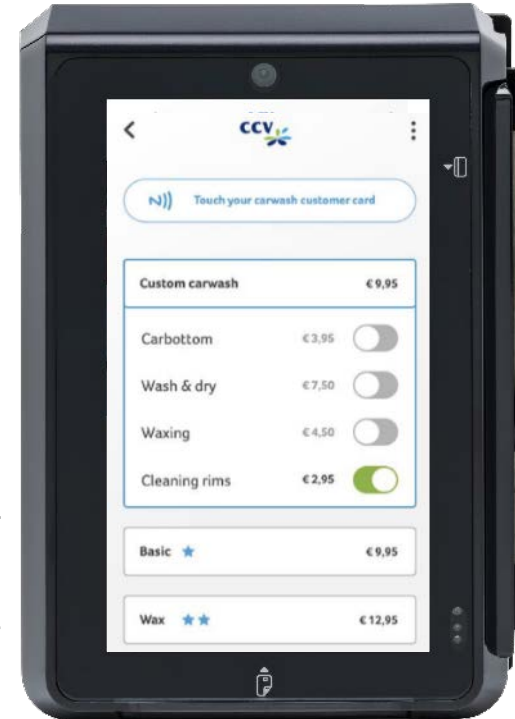 CCV
Touch your carwash customer card
Custom carwash €9,95
Carbottom €3,95
Wash & dry €7,50
Waxing €4,50
Cleaning rims €2,95
Basic €9,95
Wax €12,95